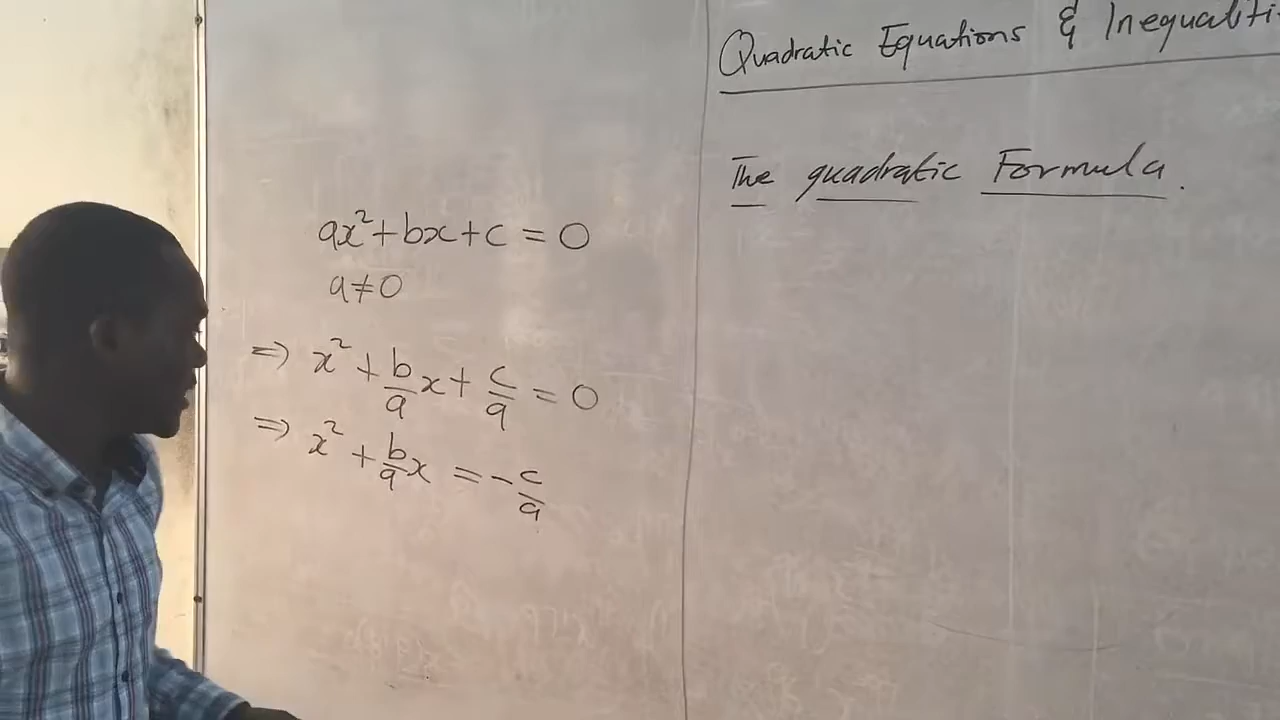 Quadratic Equations & Inequaliti
The quadratic Formula.
ax² + bx + c = 0
a ≠ 0
⇒ x² + b/a x + c/a = 0
⇒ x² + b/a x = - c/a